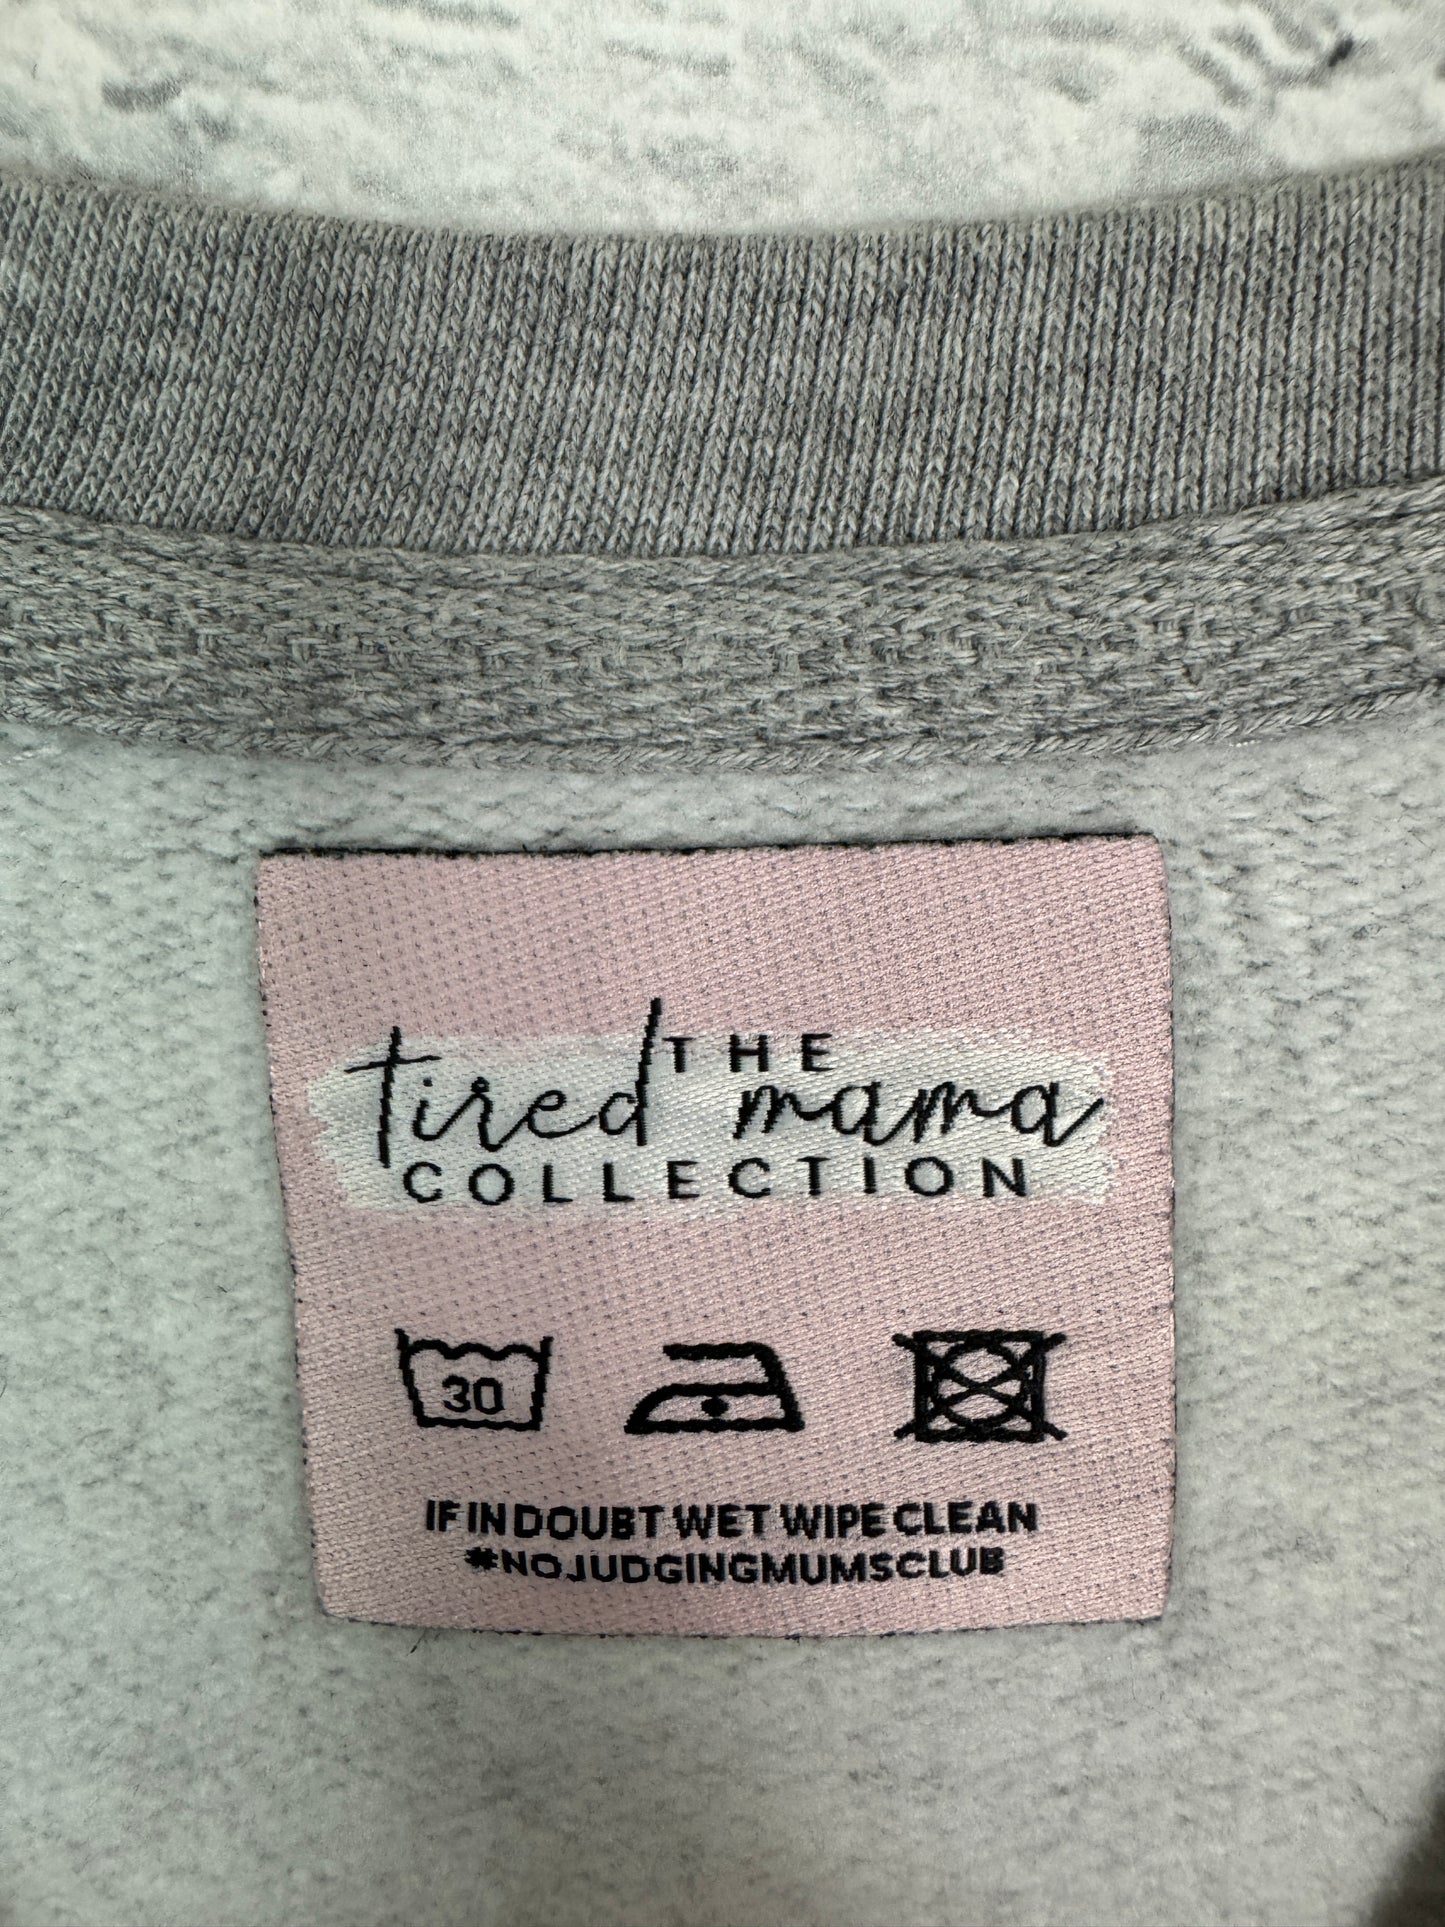 THE
tired mama
COLLECTION
30
IF IN DOUBT WET WIPE CLEAN
#NOJUDGINGMUMSCLUB